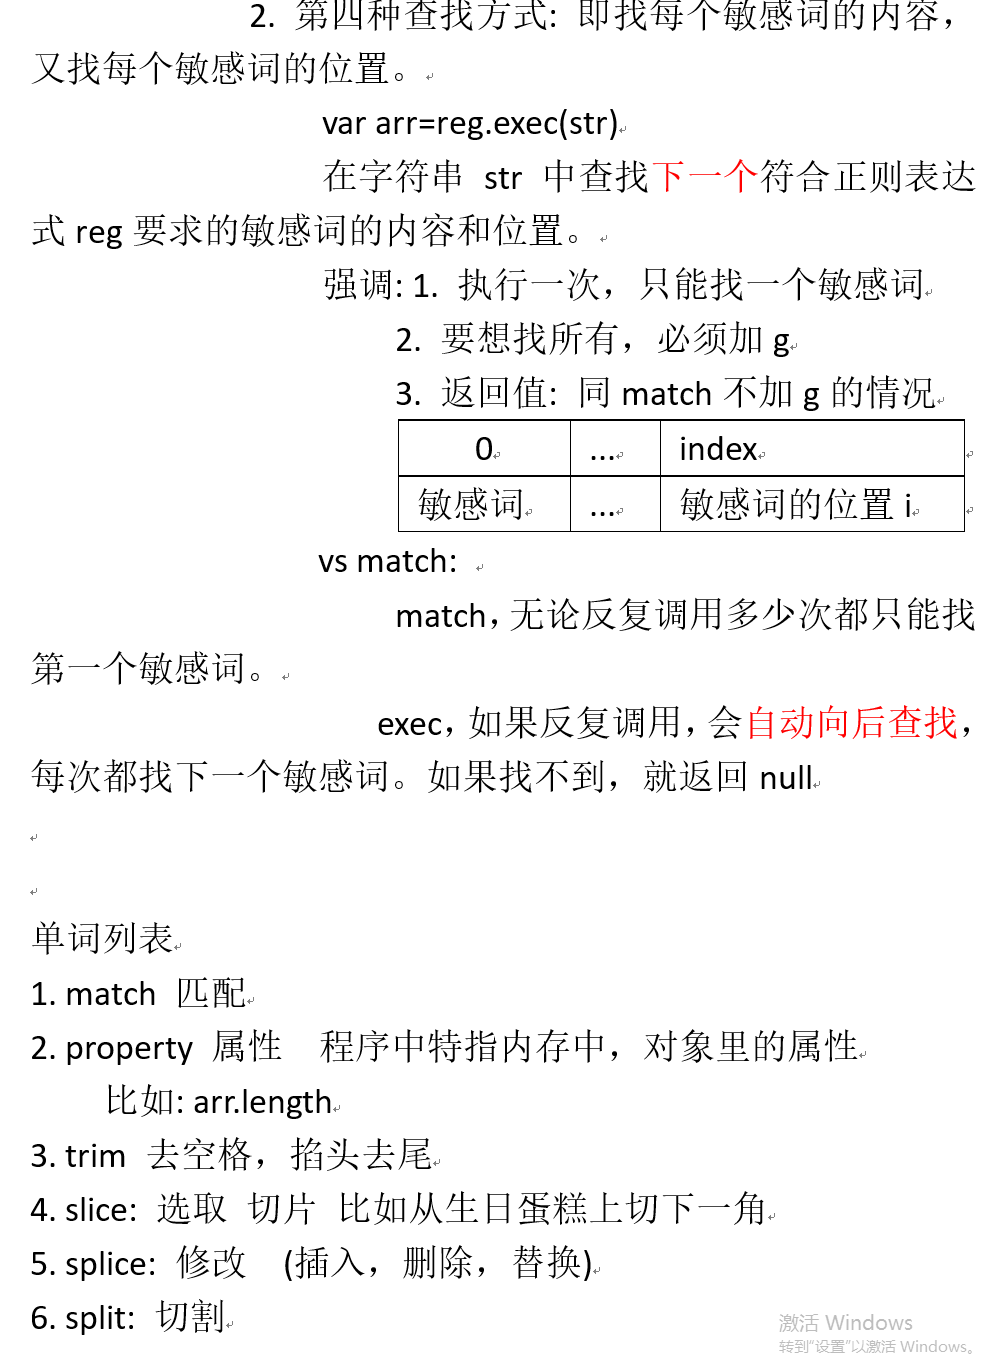 2. 第四种查找方式: 即找每个敏感词的内容，
又找每个敏感词的位置。
var arr=reg.exec(str)
在字符串 str 中查找下一个符合正则表达
式 reg 要求的敏感词的内容和位置。
强调: 1. 执行一次，只能找一个敏感词
2. 要想找所有，必须加 g
3. 返回值: 同 match 不加 g 的情况
0 ... index
敏感词 ... 敏感词的位置 i
vs match:
match，无论反复调用多少次都只能找
第一个敏感词。
exec，如果反复调用，会自动向后查找，
每次都找下一个敏感词。如果找不到，就返回 null
单词列表
1. match 匹配
2. property 属性 程序中特指内存中，对象里的属性
比如: arr.length
3. trim 去空格，掐头去尾
4. slice: 选取 切片 比如从生日蛋糕上切下一角
5. splice: 修改 (插入，删除，替换)
6. split: 切割
激活 Windows
转到"设置"以激活 Windows。